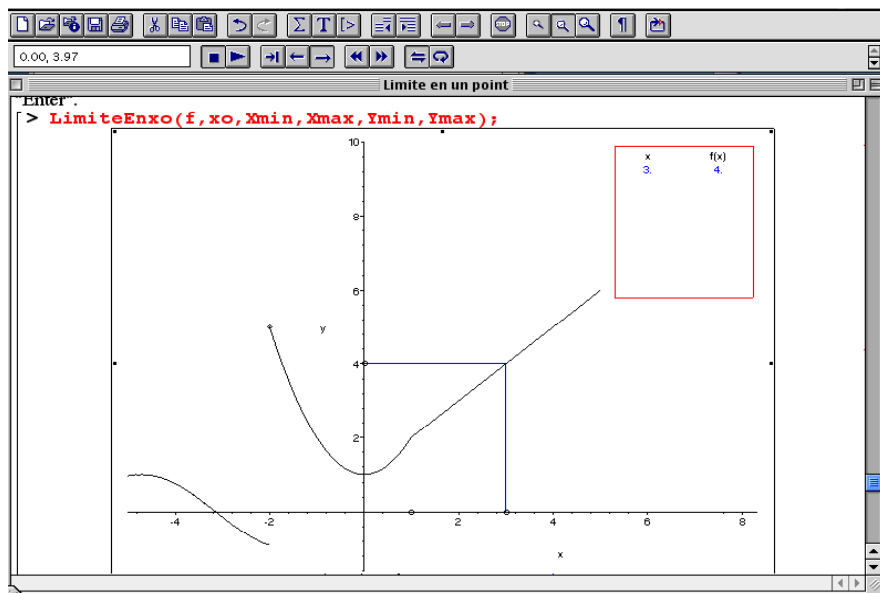 0.00, 3.97
Limite en un point
"Enter".
[> LimiteEnxo(f,xo,Xmin,Xmax,Ymin,Ymax);
10
x f(x)
3. 4.
8
6
y
4
2
-4 -2 2 4 6 8
x